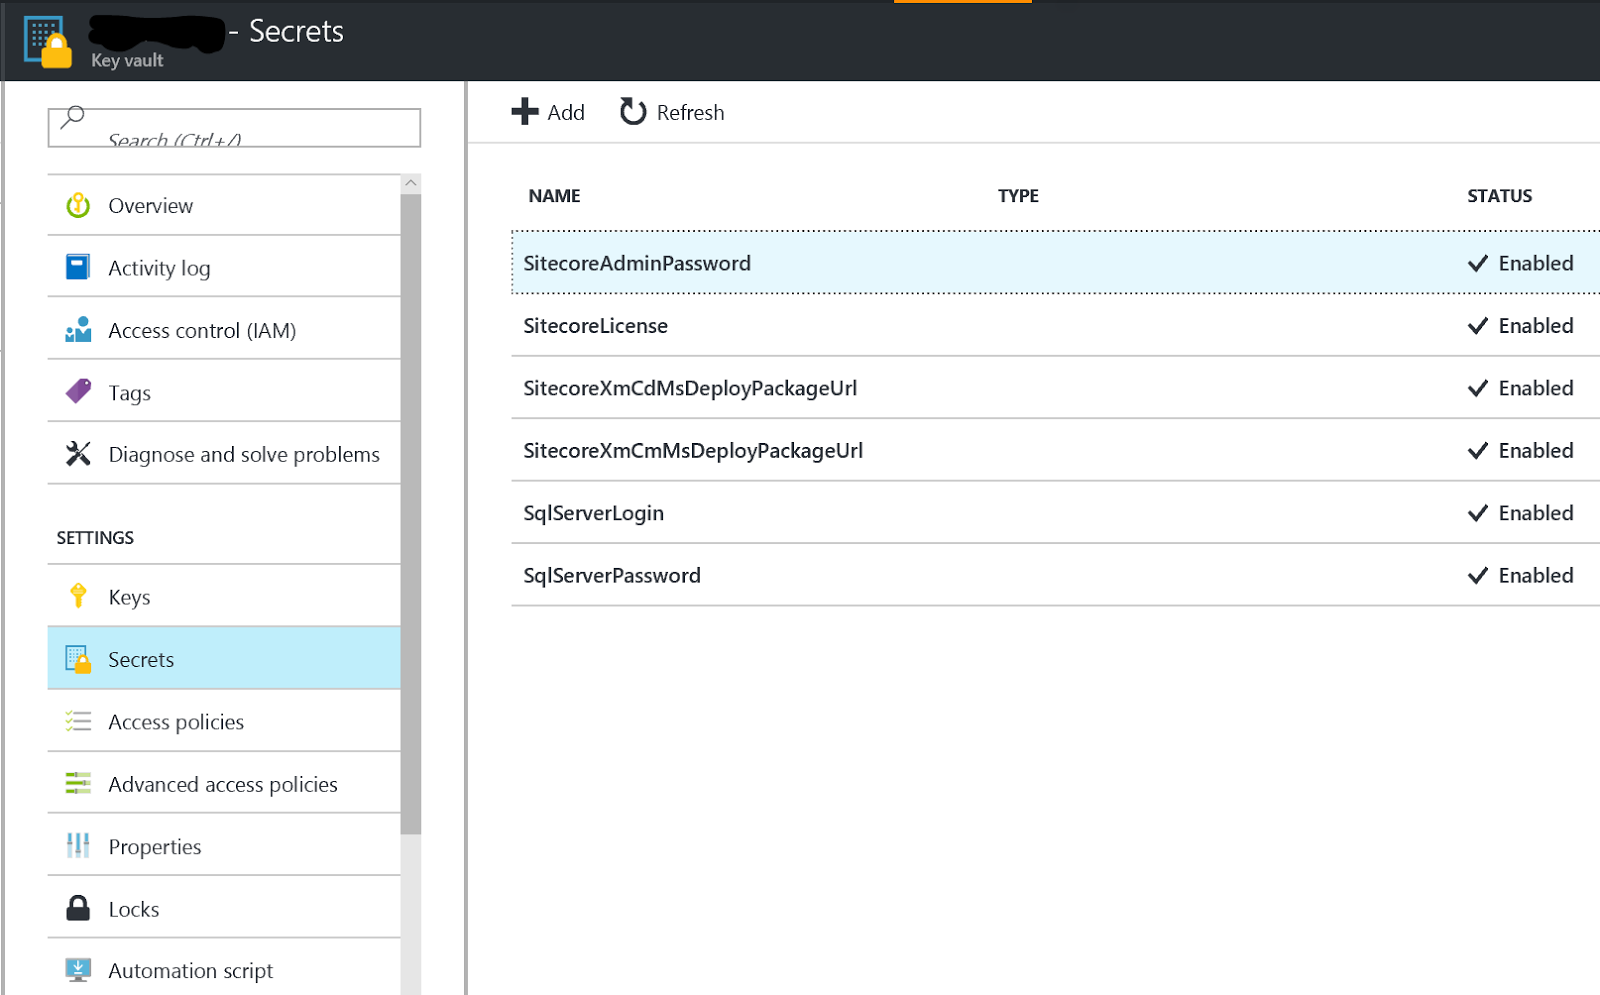 - Secrets
Key vault
Search (Ctrl+/)
Overview
Activity log
Access control (IAM)
Tags
Diagnose and solve problems
SETTINGS
Keys
Secrets
Access policies
Advanced access policies
Properties
Locks
Automation script
Add Refresh
NAME TYPE STATUS
SitecoreAdminPassword Enabled
SitecoreLicense Enabled
SitecoreXmCdMsDeployPackageUrl Enabled
SitecoreXmCmMsDeployPackageUrl Enabled
SqlServerLogin Enabled
SqlServerPassword Enabled